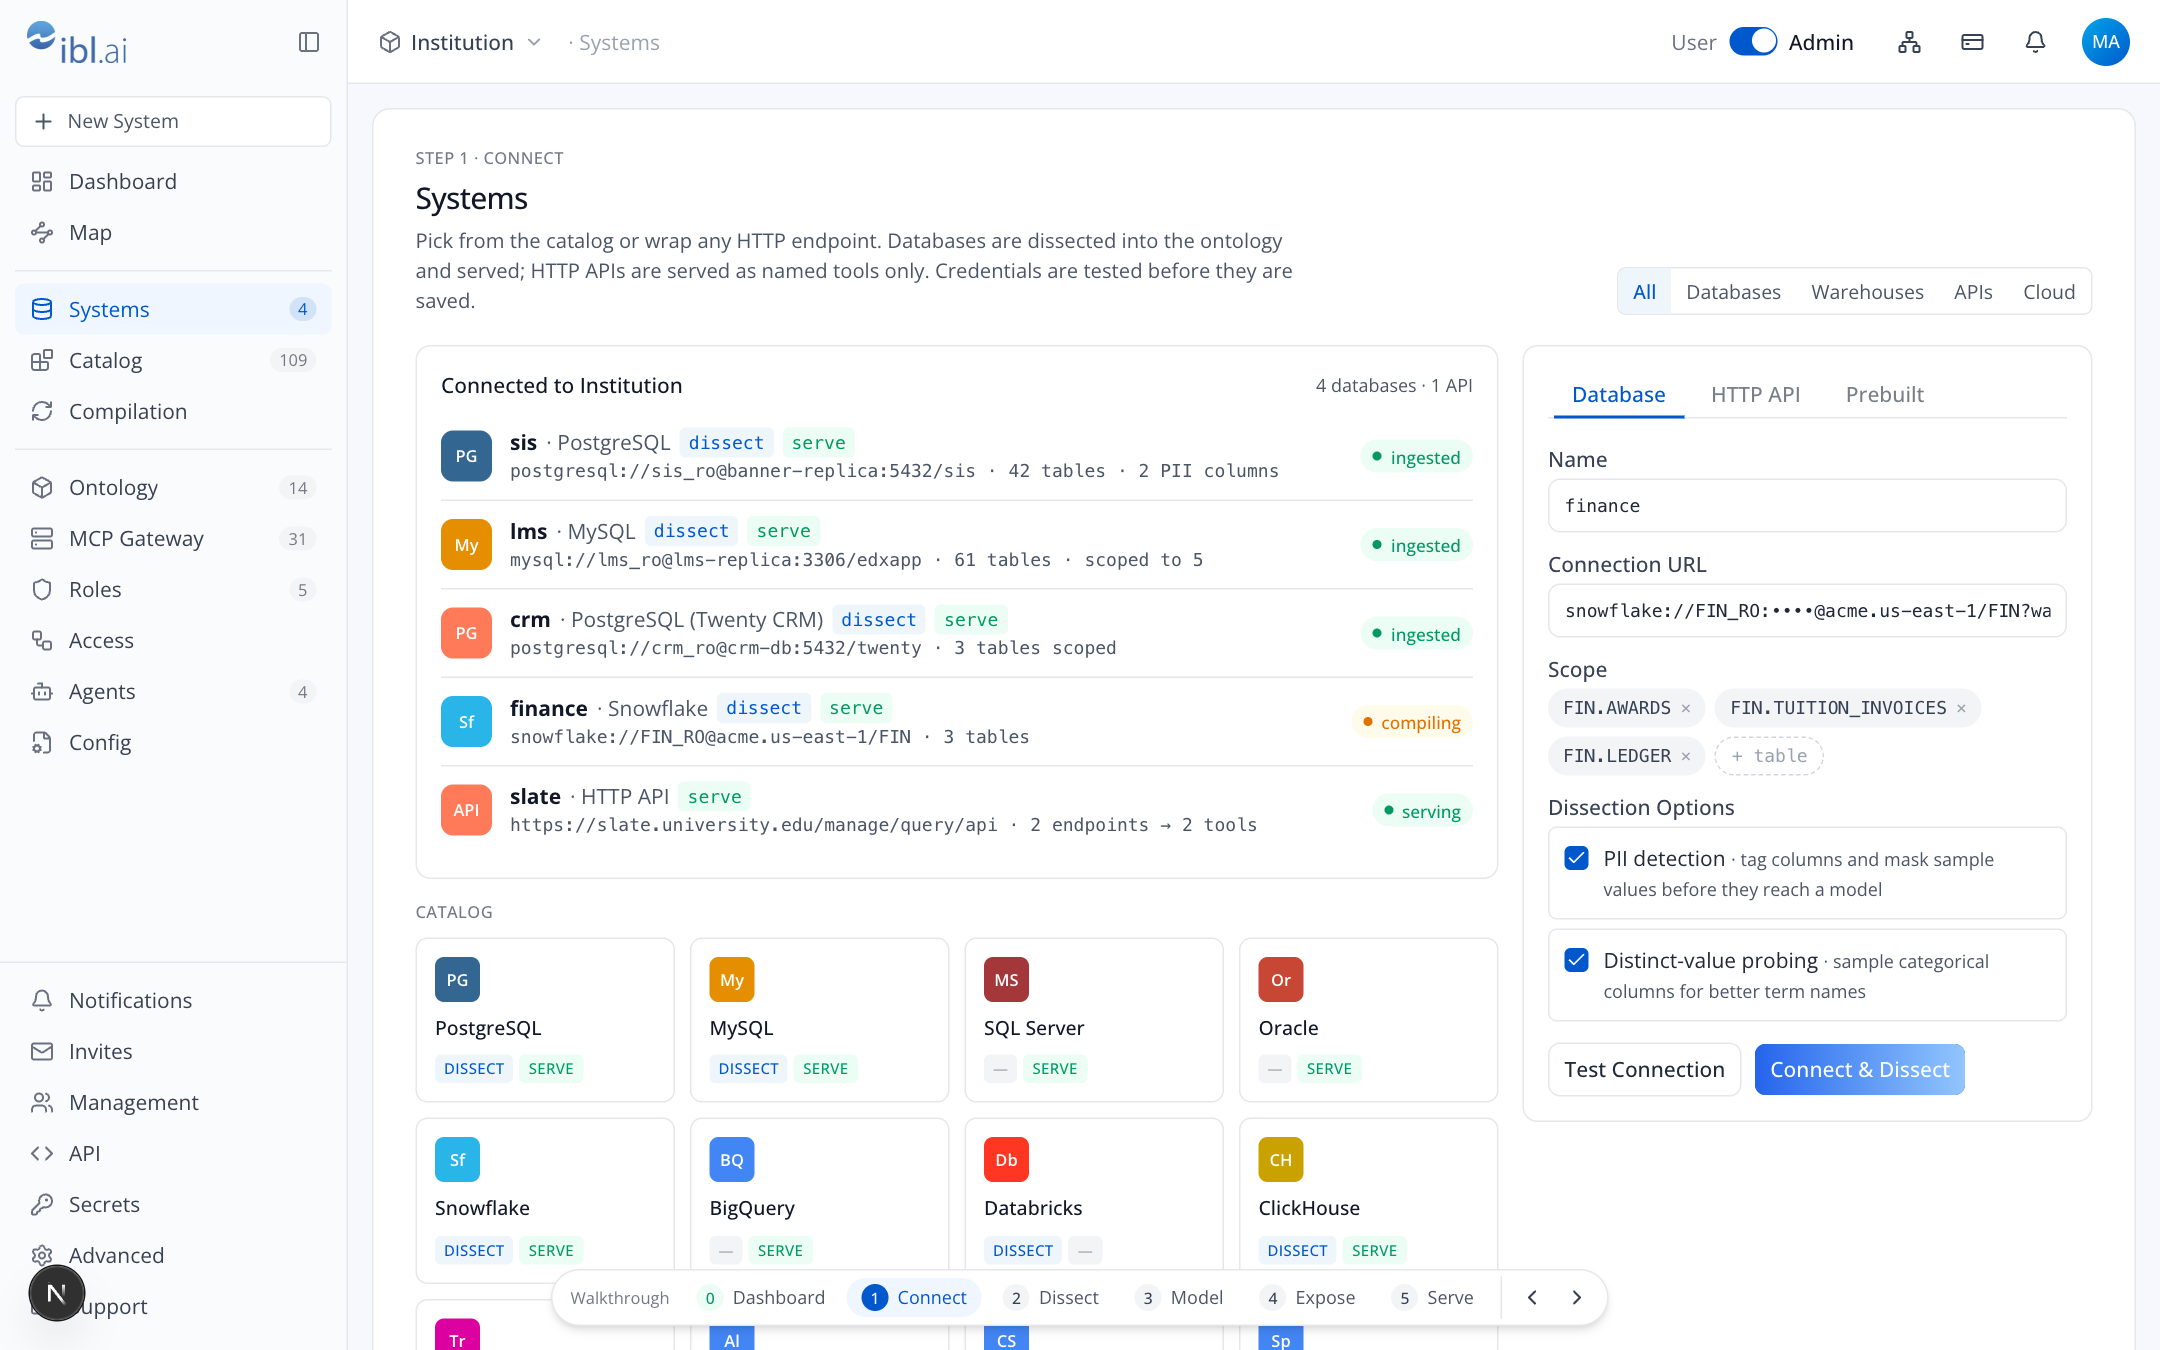 ibl.ai
New System
Dashboard
Map
Systems 4
Catalog 109
Compilation
Ontology 14
MCP Gateway 31
Roles 5
Access
Agents 4
Config
Notifications
Invites
Management
API
Secrets
Advanced
N
upport
Institution · Systems
User Admin
MA
STEP 1 · CONNECT
Systems
Pick from the catalog or wrap any HTTP endpoint. Databases are dissected into the ontology
and served; HTTP APIs are served as named tools only. Credentials are tested before they are
saved.
All Databases Warehouses APIs Cloud
Connected to Institution 4 databases · 1 API
PG
sis · PostgreSQL dissect serve
postgresql://sis_ro@banner-replica:5432/sis · 42 tables · 2 PII columns
ingested
My
lms · MySQL dissect serve
mysql://lms_ro@lms-replica:3306/edxapp · 61 tables · scoped to 5
ingested
PG
crm · PostgreSQL (Twenty CRM) dissect serve
postgresql://crm_ro@crm-db:5432/twenty · 3 tables scoped
ingested
Sf
finance · Snowflake dissect serve
snowflake://FIN_RO@acme.us-east-1/FIN · 3 tables
compiling
API
slate · HTTP API serve
https://slate.university.edu/manage/query/api · 2 endpoints → 2 tools
serving
CATALOG
PG
PostgreSQL
DISSECT SERVE
My
MySQL
DISSECT SERVE
MS
SQL Server
— SERVE
Or
Oracle
— SERVE
Sf
Snowflake
DISSECT SERVE
BQ
BigQuery
— SERVE
Db
Databricks
DISSECT —
CH
ClickHouse
DISSECT SERVE
Tr
Al
CS
Sp
Database HTTP API Prebuilt
Name
finance
Connection URL
snowflake://FIN_RO:••••@acme.us-east-1/FIN?wa
Scope
FIN.AWARDS × FIN.TUITION_INVOICES ×
FIN.LEDGER × + table
Dissection Options
PII detection · tag columns and mask sample
values before they reach a model
Distinct-value probing · sample categorical
columns for better term names
Test Connection Connect & Dissect
Walkthrough 0 Dashboard 1 Connect 2 Dissect 3 Model 4 Expose 5 Serve